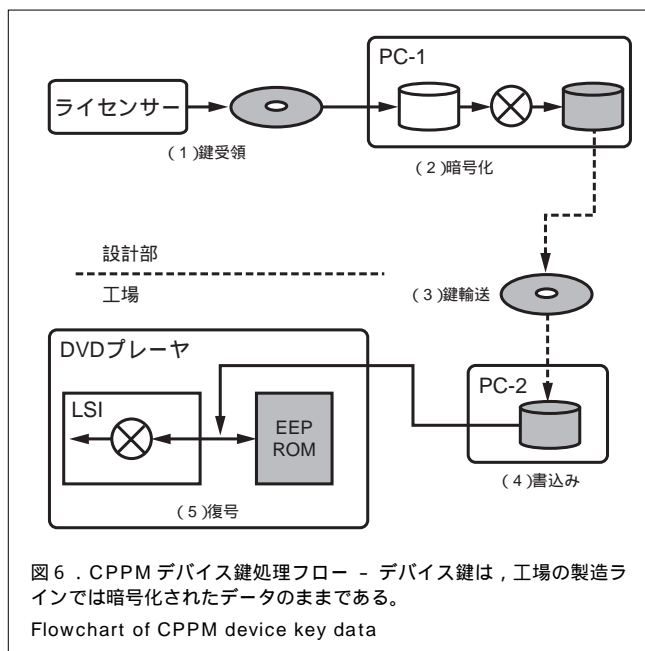 PC-1
ライセンサー
(1)鍵受領
(2)暗号化
設計部
工場
(3)鍵輸送
DVDプレーヤ
LSI
EEP
ROM
PC-2
(4)書込み
(5)復号
図6．CPPMデバイス鍵処理フロー － デバイス鍵は，工場の製造ラ
インでは暗号化されたデータのままである。
Flowchart of CPPM device key data